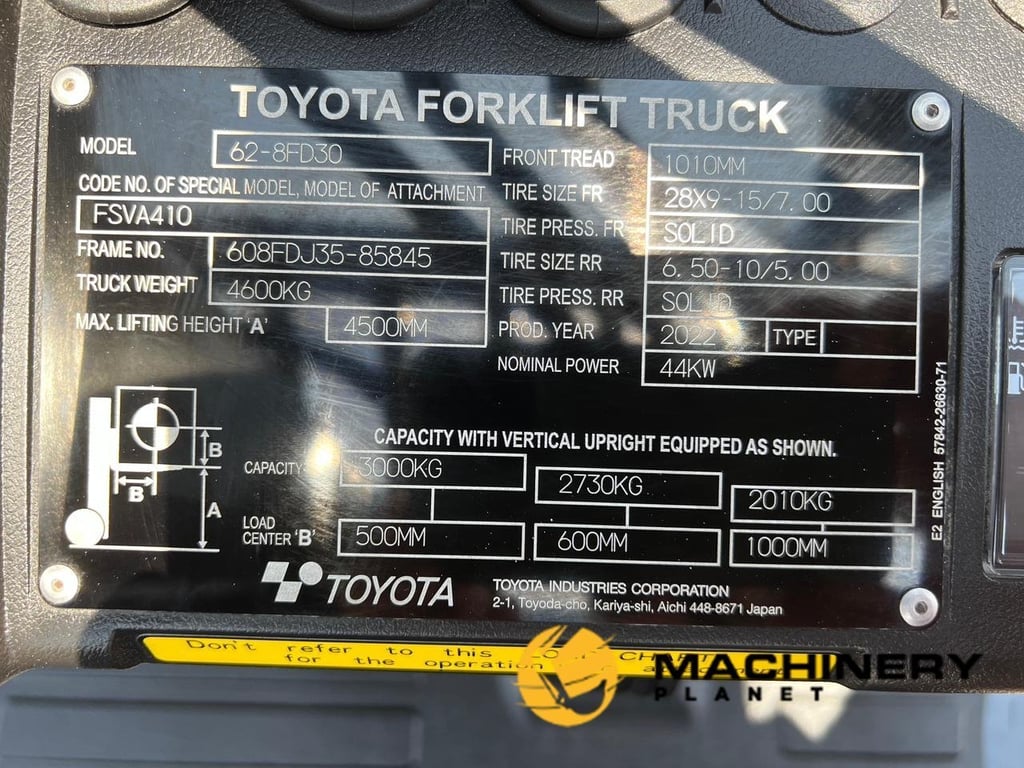 TOYOTA FORKLIFT TRUCK
MODEL 62-8FD30
CODE NO. OF SPECIAL MODEL, MODEL OF ATTACHMENT
FSVA410
FRAME NO. 608FDJ35-85845
TRUCK WEIGHT 4600KG
MAX. LIFTING HEIGHT 'A' 4500MM
FRONT TREAD 1010MM
TIRE SIZE FR 28X9-15/7.00
TIRE PRESS. FR SOLID
TIRE SIZE RR 6.50-10/5.00
TIRE PRESS. RR SOLID
PROD. YEAR 2022 TYPE
NOMINAL POWER 44KW
B
B
A
CAPACITY WITH VERTICAL UPRIGHT EQUIPPED AS SHOWN.
CAPACITY 3000KG 2730KG 2010KG
LOAD
CENTER 'B' 500MM 600MM 1000MM
TOYOTA
TOYOTA INDUSTRIES CORPORATION
2-1, Toyoda-cho, Kariya-shi, Aichi 448-8671 Japan
E2 ENGLISH 57842-26630-71
Don't refer to this
for the operation
MACHINERY
PLANET